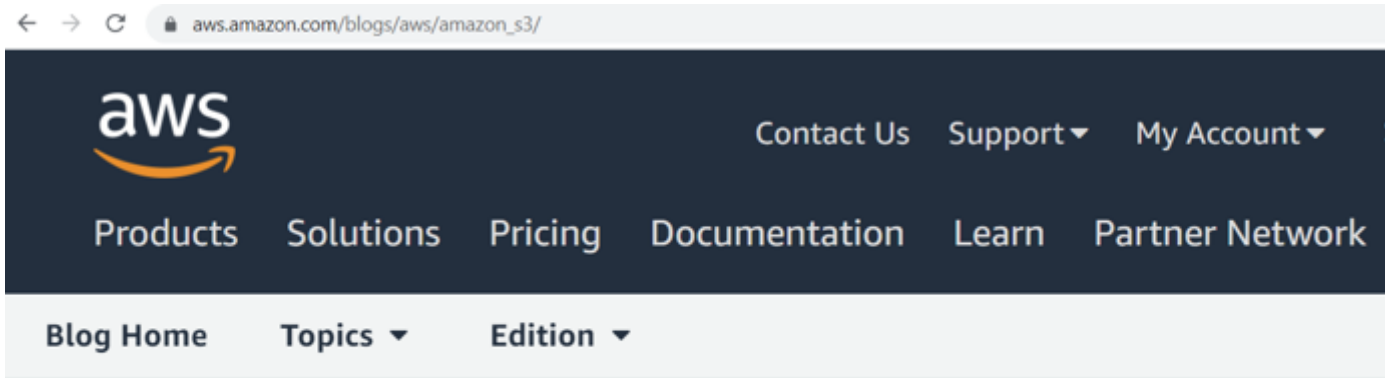 aws.amazon.com/blogs/aws/amazon_s3/
aws
Contact Us Support My Account
Products Solutions Pricing Documentation Learn Partner Network
Blog Home Topics Edition